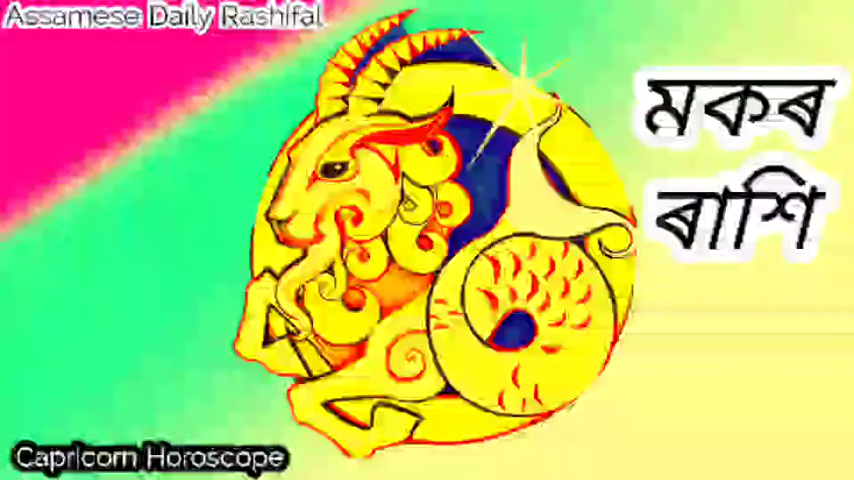 Assamese Daily Rashifal
মকৰ
ৰাশি
Capricorn Horoscope